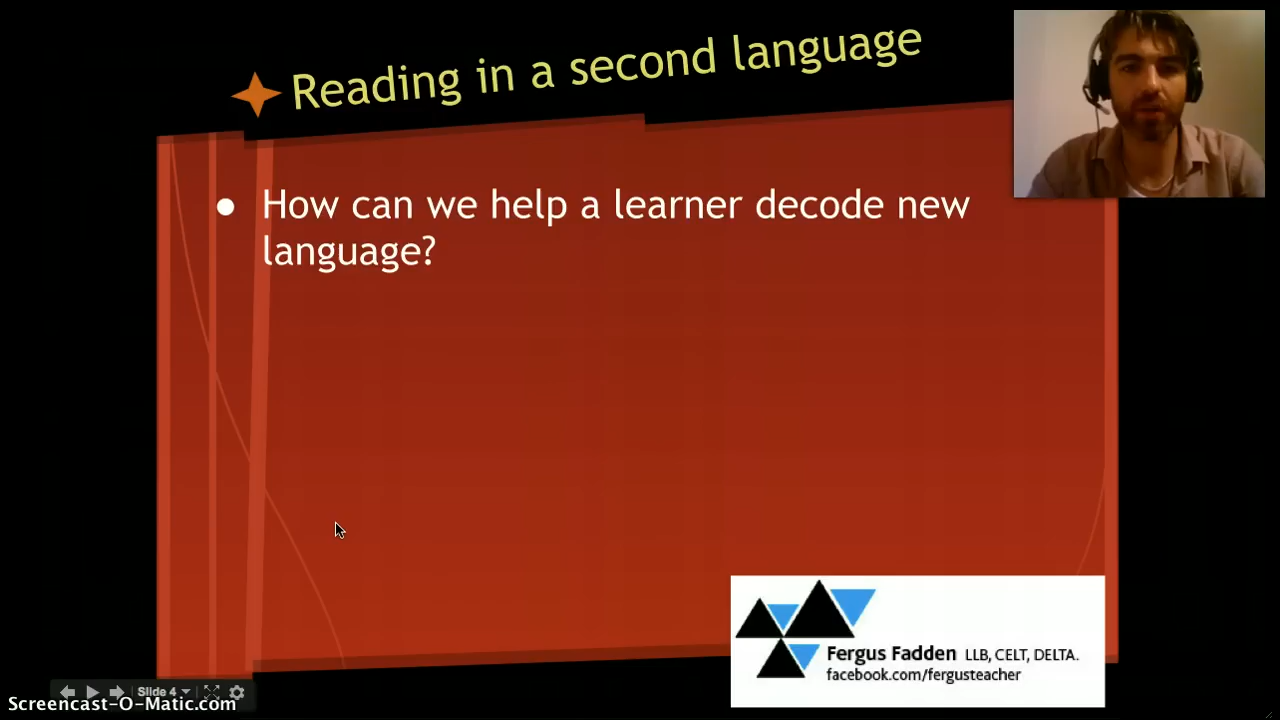 Reading in a second language
How can we help a learner decode new
language?
Fergus Fadden LLB, CELT, DELTA.
facebook.com/fergusteacher
Slide 4
Screencast-O-Matic.com